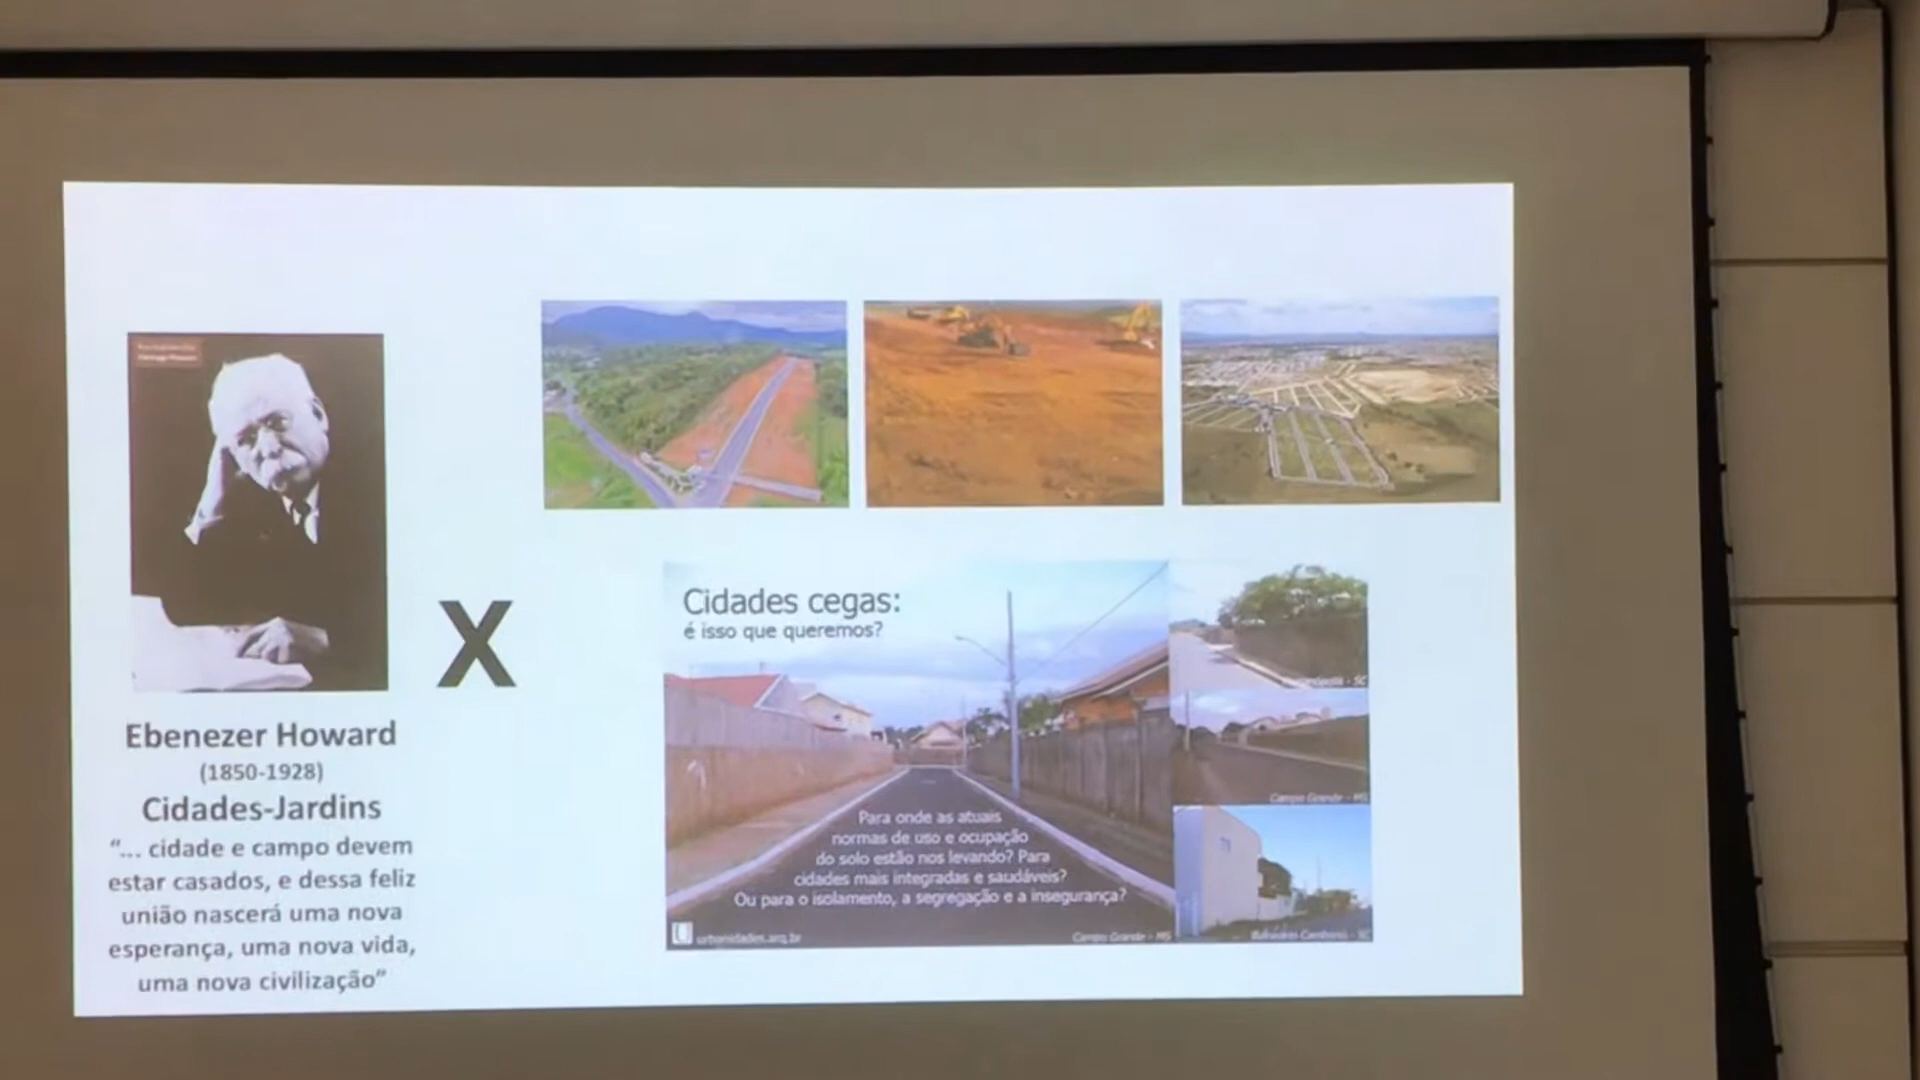 Ebenezer Howard
(1850-1928)
Cidades-Jardins
“... cidade e campo devem
estar casados, e dessa feliz
união nascerá uma nova
esperança, uma nova vida,
uma nova civilização”
X
Cidades cegas:
é isso que queremos?
Para onde as atuais
normas de uso e ocupação
do solo estão nos levando? Para
cidades mais integradas e saudáveis?
Ou para o isolamento, a segregação e a insegurança?
U urbanidades.arq.br
Campo Grande - MS
- SC
Campo Grande - MS
Balneário Camboriú - SC